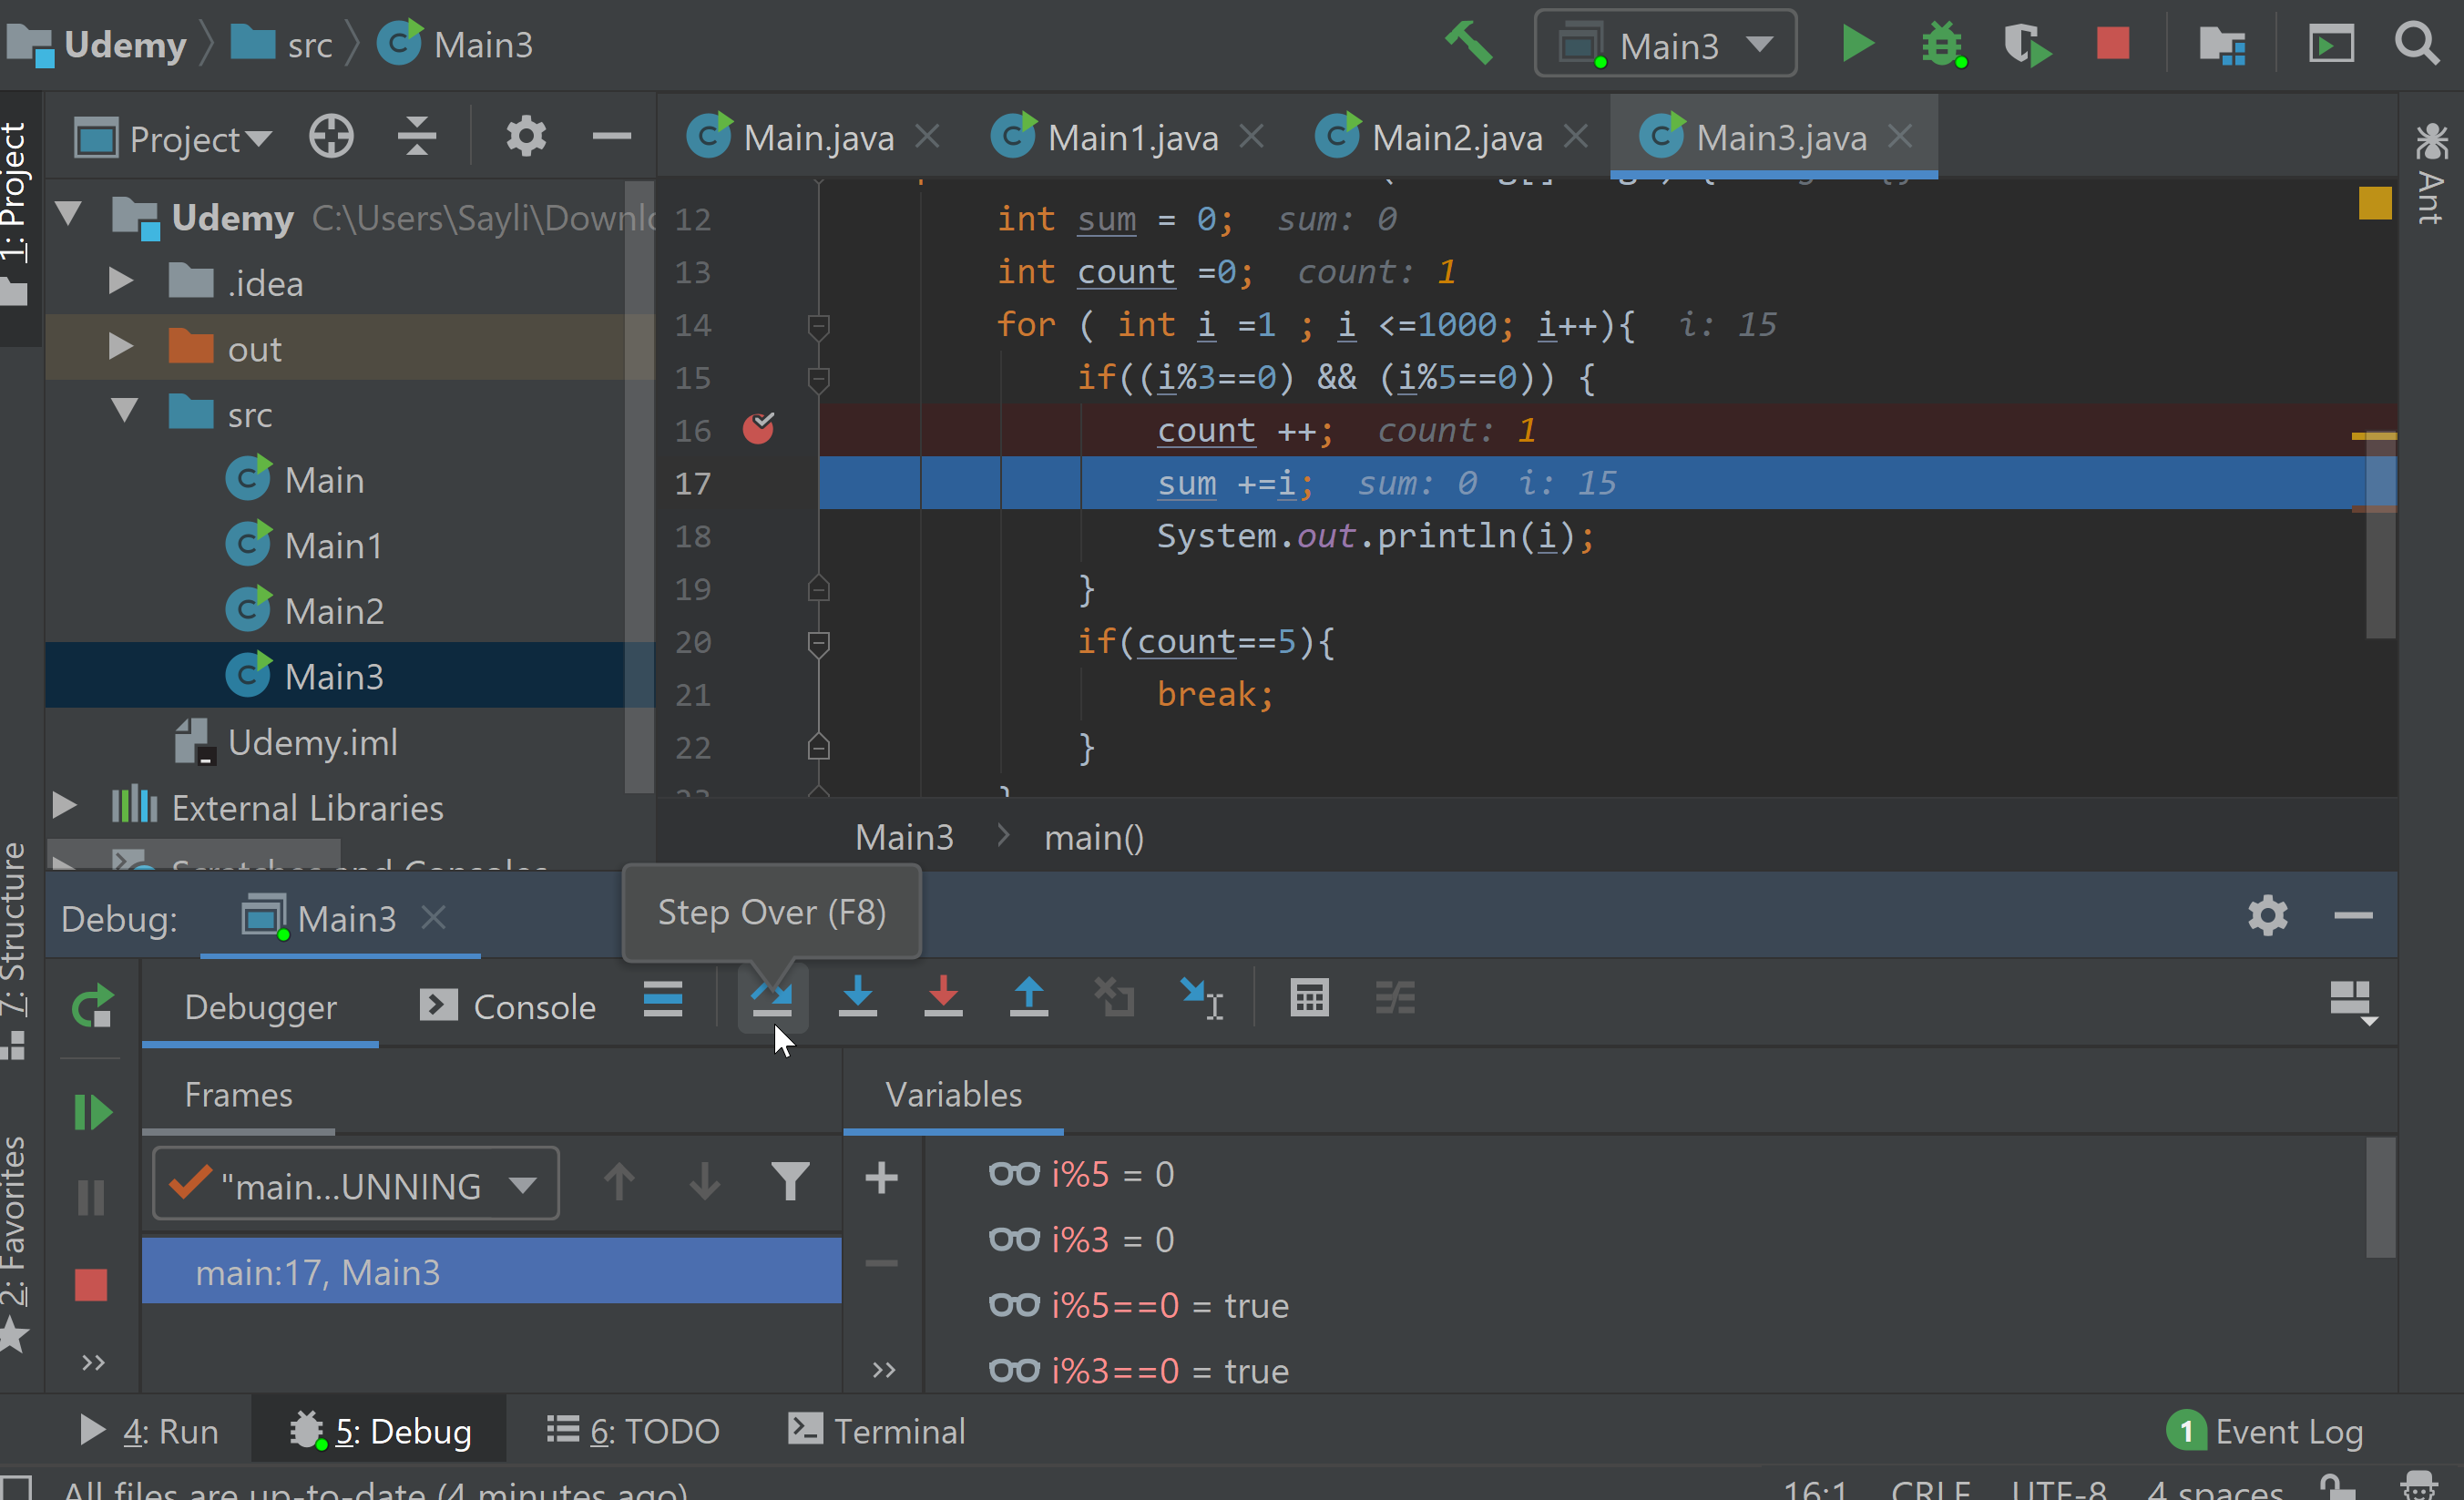 Udemy src Main3
Main3
1: Project
Project
Main.java Main1.java Main2.java Main3.java
Ant
Udemy C:\Users\Sayli\Downlo
.idea
out
src
Main
Main1
Main2
Main3
Udemy.iml
External Libraries
Scratches and Consoles
12 int sum = 0; sum: 0
13 int count =0; count: 1
14 for ( int i =1 ; i <=1000; i++){ i: 15
15 if((i%3==0) && (i%5==0)) {
16 count ++; count: 1
17 sum +=i; sum: 0 i: 15
18 System.out.println(i);
19 }
20 if(count==5){
21 break;
22 }
23 }
Main3 > main()
7: Structure
2: Favorites
Debug: Main3
Step Over (F8)
Debugger Console
Frames
Variables
"main...UNNING
main:17, Main3
i%5 = 0
i%3 = 0
i%5==0 = true
i%3==0 = true
4: Run 5: Debug 6: TODO Terminal
1 Event Log
All files are up-to-date (4 minutes ago) 16:1 CRLF UTF-8 4 spaces